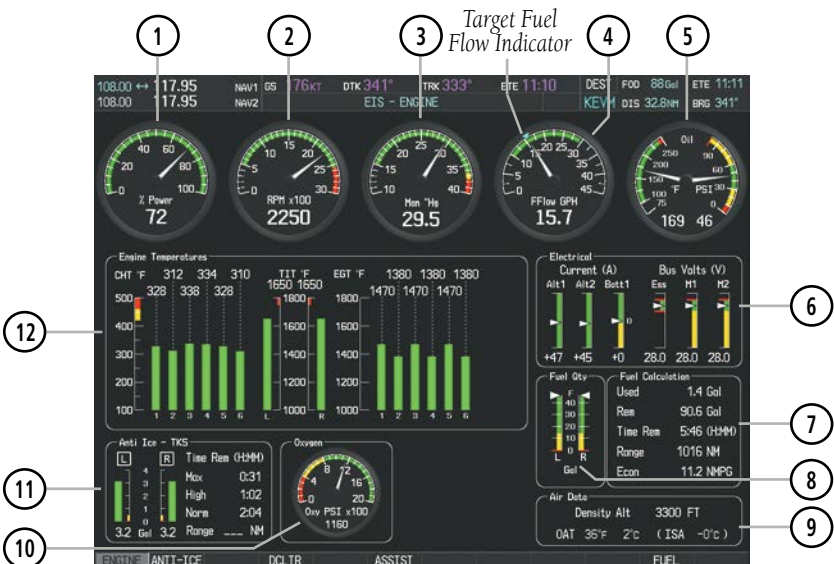 1 2 3 Target Fuel Flow Indicator 4 5
108.00 ↔ 117.95 NAV1 GS 176KT DTK 341° TRK 333° ETE 11:10 DEST FOD 88Gal ETE 11:11
108.00 117.95 NAV2 EIS - ENGINE KEVM DIS 32.8NM BRG 341°
0 20 40 60 80 100
% Power
72
0 5 10 15 20 25 30
RPM x100
2250
10 15 20 25 30 35 40
Man "Hg
29.5
0 5 10 15 20 25 30 35 40 45
FFlow GPH
15.7
Oil
250 200 150 100 75
°F
90 60 30 0
PSI
169 46
Engine Temperatures
CHT °F 312 334 310 TIT °F EGT °F 1380 1380 1380
328 338 328 1650 1650 1470 1470 1470
500 400 300 200 100
1 2 3 4 5 6
1800 1600 1400 1200 1000
L R
1800 1600 1400 1200 1000
1 2 3 4 5 6
12
Electrical
Current (A) Bus Volts (V)
Alt1 Alt2 Batt1 Ess M1 M2
0
+47 +45 +0 28.0 28.0 28.0
6
Fuel Qty
F
40
30
20
10
0
L R
Gal
Fuel Calculation
Used 1.4 Gal
Rem 90.6 Gal
Time Rem 5:46 (H:MM)
Range 1016 NM
Econ 11.2 NMPG
7
8
Anti Ice - TKS
L R Time Rem (H:MM)
4
3
2
1
0
Max 0:31
High 1:02
Norm 2:04
3.2 Gal 3.2 Range ___ NM
11
Oxygen
0 4 8 12 16 20
Oxy PSI x100
1160
10
Air Data
Density Alt 3300 FT
OAT 36°F 2°C (ISA -0°C)
9
ENGINE ANTI-ICE DCLTR ASSIST FUEL